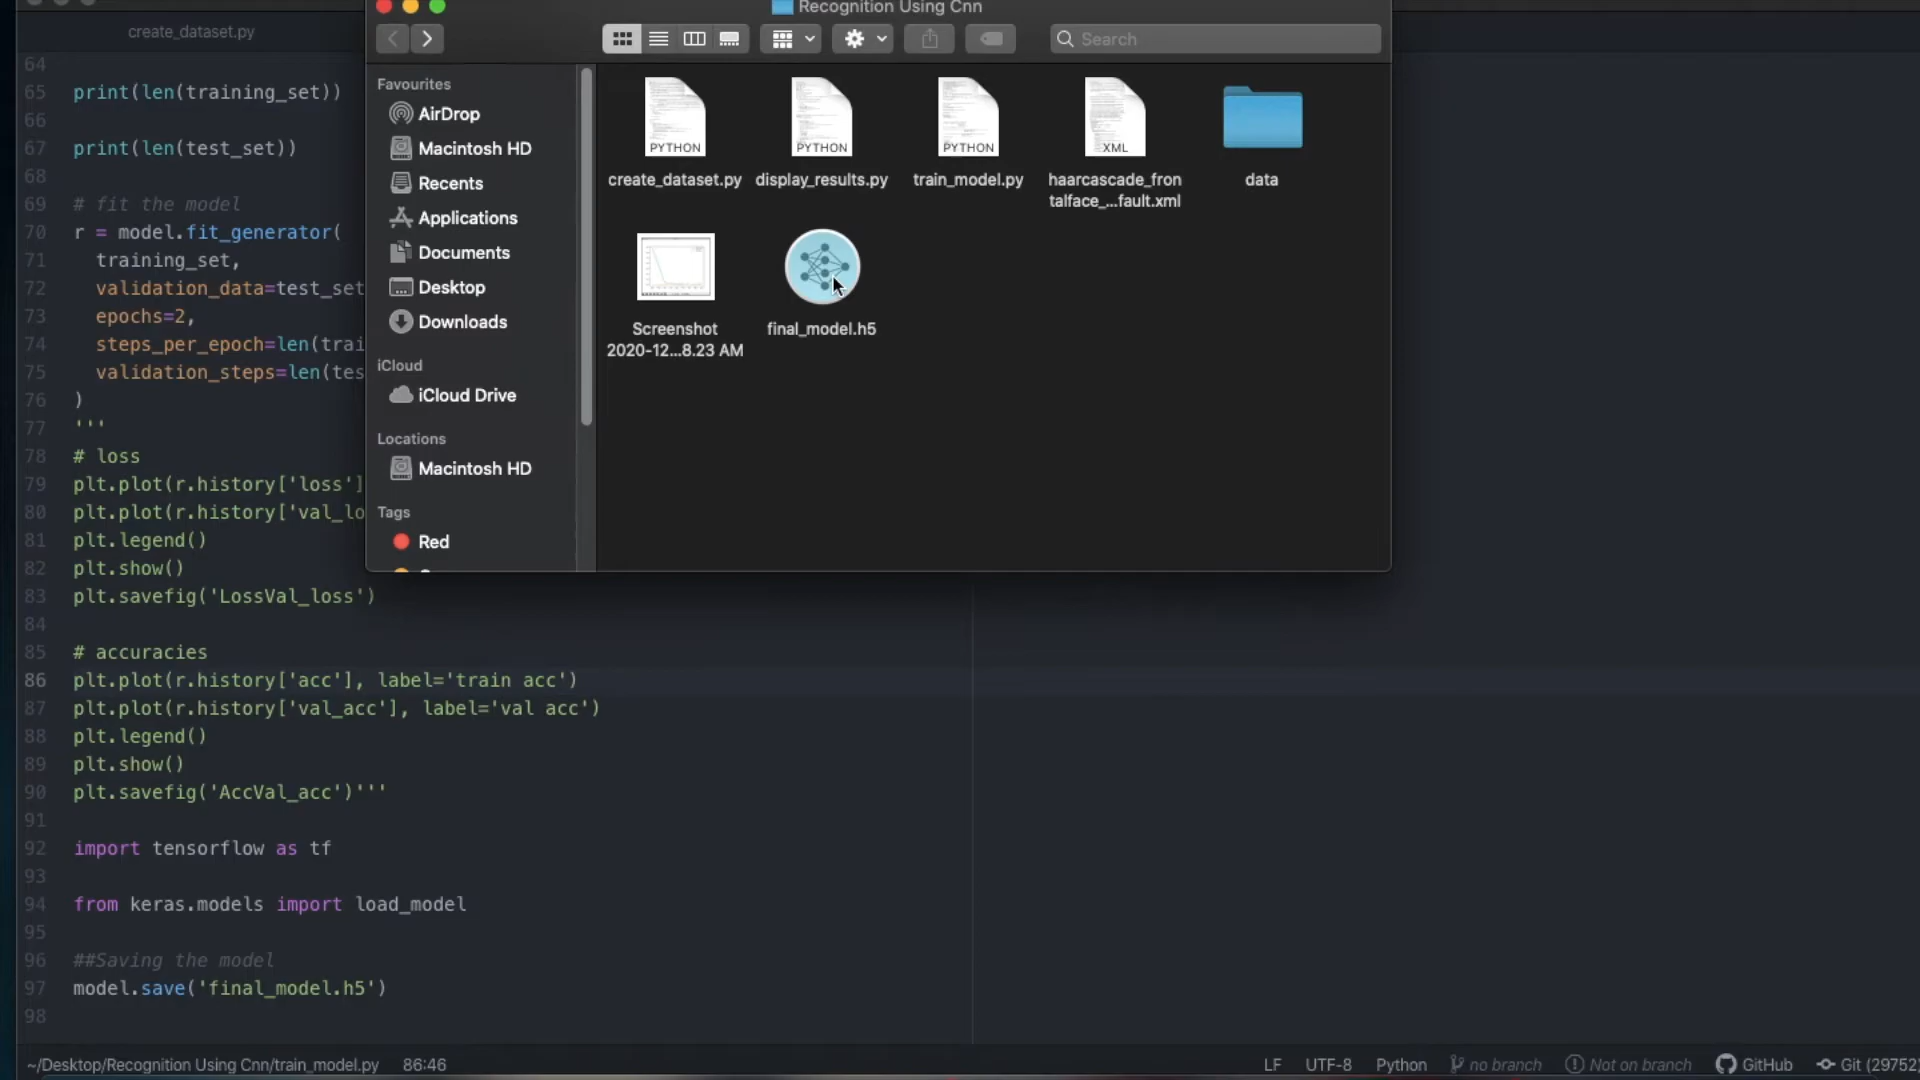 create_dataset.py
64
65 print(len(training_set))
66
67 print(len(test_set))
68
69 # fit the model
70 r = model.fit_generator(
71 training_set,
72 validation_data=test_set
73 epochs=2,
74 steps_per_epoch=len(trai
75 validation_steps=len(tes
76 )
77 '''
78 # loss
79 plt.plot(r.history['loss']
80 plt.plot(r.history['val_lo
81 plt.legend()
82 plt.show()
83 plt.savefig('LossVal_loss')
84
85 # accuracies
86 plt.plot(r.history['acc'], label='train acc')
87 plt.plot(r.history['val_acc'], label='val acc')
88 plt.legend()
89 plt.show()
90 plt.savefig('AccVal_acc')'''
91
92 import tensorflow as tf
93
94 from keras.models import load_model
95
96 ##Saving the model
97 model.save('final_model.h5')
98
Recognition Using Cnn
Search
Favourites
AirDrop
Macintosh HD
Recents
Applications
Documents
Desktop
Downloads
iCloud
iCloud Drive
Locations
Macintosh HD
Tags
Red
PYTHON
create_dataset.py
PYTHON
display_results.py
PYTHON
train_model.py
XML
haarcascade_fron
talface_...fault.xml
data
Screenshot
2020-12...8.23 AM
final_model.h5
~/Desktop/Recognition Using Cnn/train_model.py 86:46
LF UTF-8 Python no branch Not on branch GitHub Git (29752)